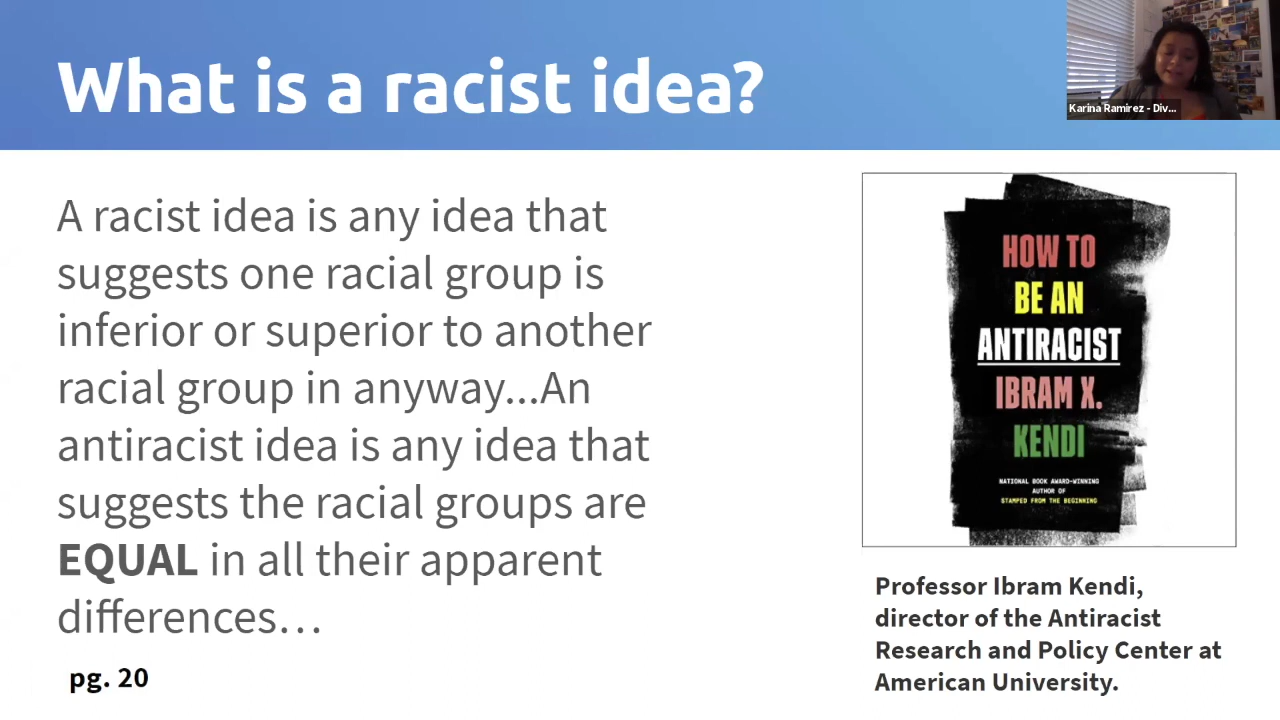 What is a racist idea?
Karina Ramirez - Div...
A racist idea is any idea that
suggests one racial group is
inferior or superior to another
racial group in anyway...An
antiracist idea is any idea that
suggests the racial groups are
EQUAL in all their apparent
differences…
pg. 20
HOW TO
BE AN
ANTIRACIST
IBRAM X.
KENDI
NATIONAL BOOK AWARD-WINNING
AUTHOR OF
STAMPED FROM THE BEGINNING
Professor Ibram Kendi,
director of the Antiracist
Research and Policy Center at
American University.